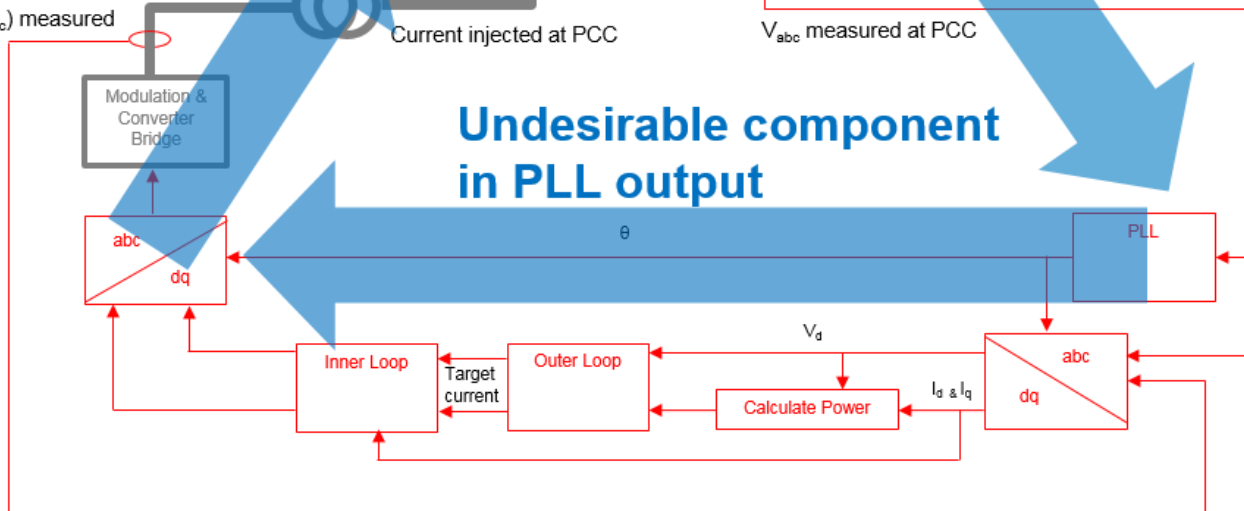 c) measured
Current injected at PCC
Vabc measured at PCC
Modulation &
Converter
Bridge
Undesirable component
in PLL output
abc
dq
θ
PLL
Vd
Inner Loop
Target
current
Outer Loop
Calculate Power
Id & Iq
abc
dq